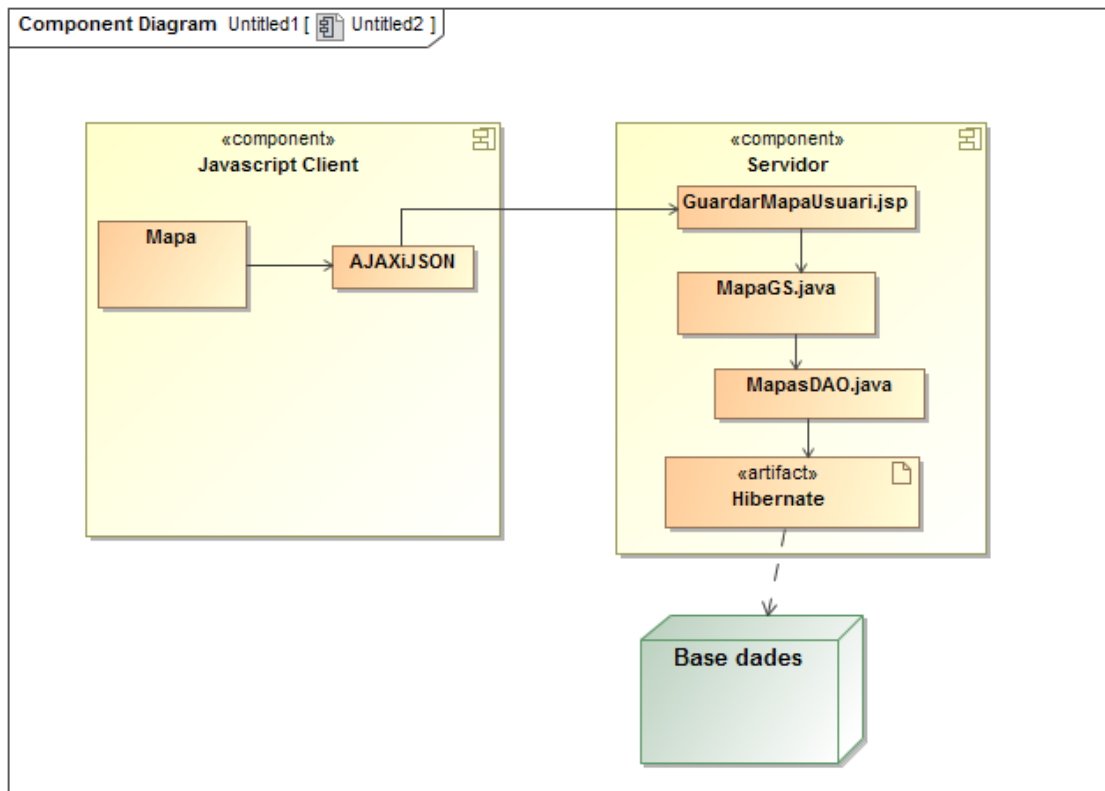 Component Diagram Untitled1 [ Untitled2 ]
«component»
Javascript Client
Mapa
AJAXiJSON
«component»
Servidor
GuardarMapaUsuari.jsp
MapaGS.java
MapasDAO.java
«artifact»
Hibernate
Base dades